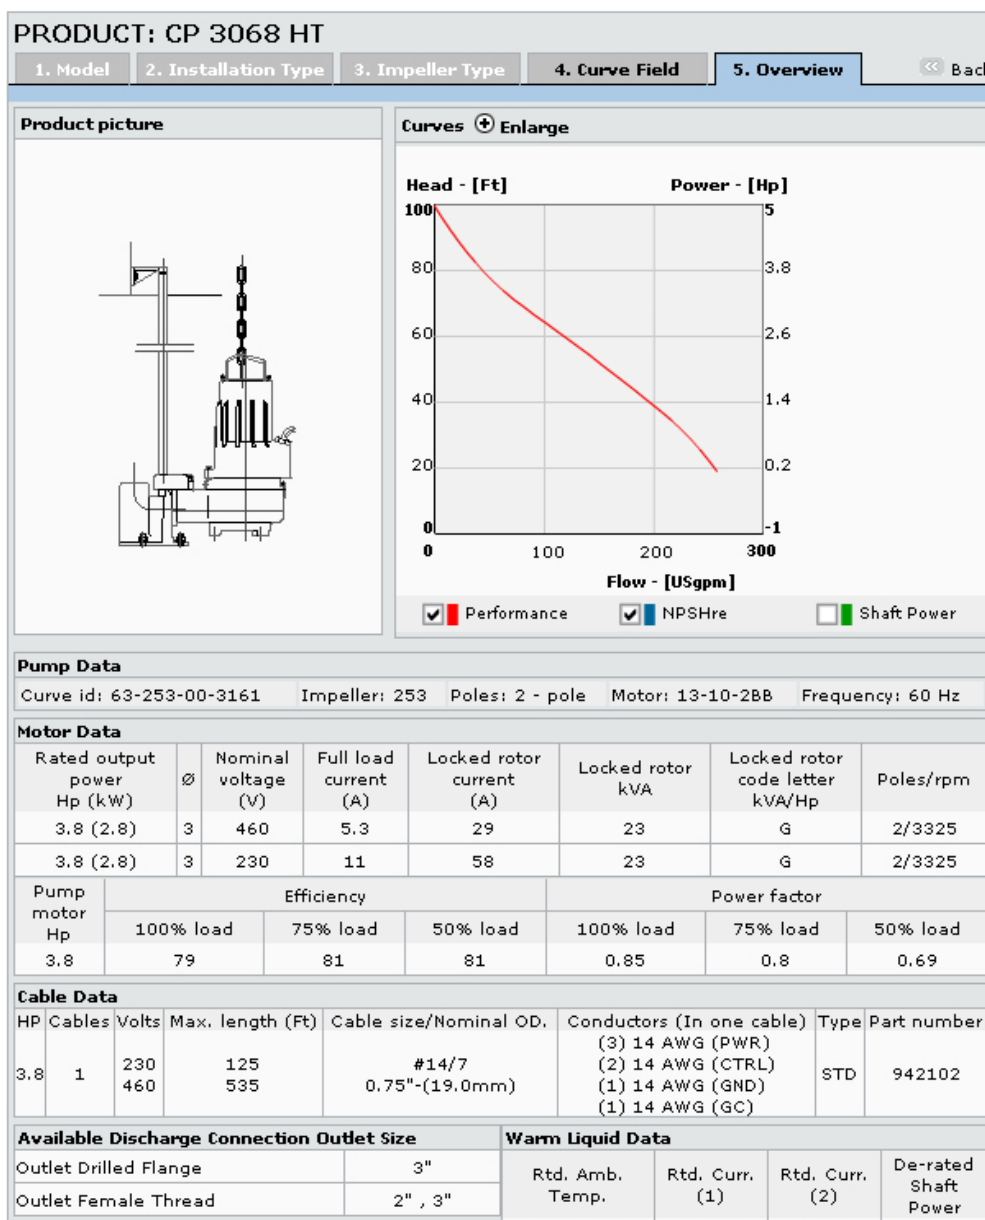 PRODUCT: CP 3068 HT
1. Model 2. Installation Type 3. Impeller Type 4. Curve Field 5. Overview Back
Product picture
Curves Enlarge
Head - [Ft] Power - [Hp]
100 5
80 3.8
60 2.6
40 1.4
20 0.2
0 -1
0 100 200 300
Flow - [USgpm]
Performance NPSHre Shaft Power
Pump Data
Curve id: 63-253-00-3161 Impeller: 253 Poles: 2 - pole Motor: 13-10-2BB Frequency: 60 Hz
Motor Data
Rated output power Hp (kW) Ø Nominal voltage (V) Full load current (A) Locked rotor current (A) Locked rotor kVA Locked rotor code letter kVA/Hp Poles/rpm
3.8 (2.8) 3 460 5.3 29 23 G 2/3325
3.8 (2.8) 3 230 11 58 23 G 2/3325
Pump motor Hp Efficiency Power factor
100% load 75% load 50% load 100% load 75% load 50% load
3.8 79 81 81 0.85 0.8 0.69
Cable Data
HP Cables Volts Max. length (Ft) Cable size/Nominal OD. Conductors (In one cable) Type Part number
3.8 1 230 460 125 535 #14/7 0.75"-(19.0mm) (3) 14 AWG (PWR)
(2) 14 AWG (CTRL)
(1) 14 AWG (GND)
(1) 14 AWG (GC) STD 942102
Available Discharge Connection Outlet Size
Outlet Drilled Flange 3"
Outlet Female Thread 2" , 3"
Warm Liquid Data
Rtd. Amb. Temp. Rtd. Curr. (1) Rtd. Curr. (2) De-rated Shaft Power